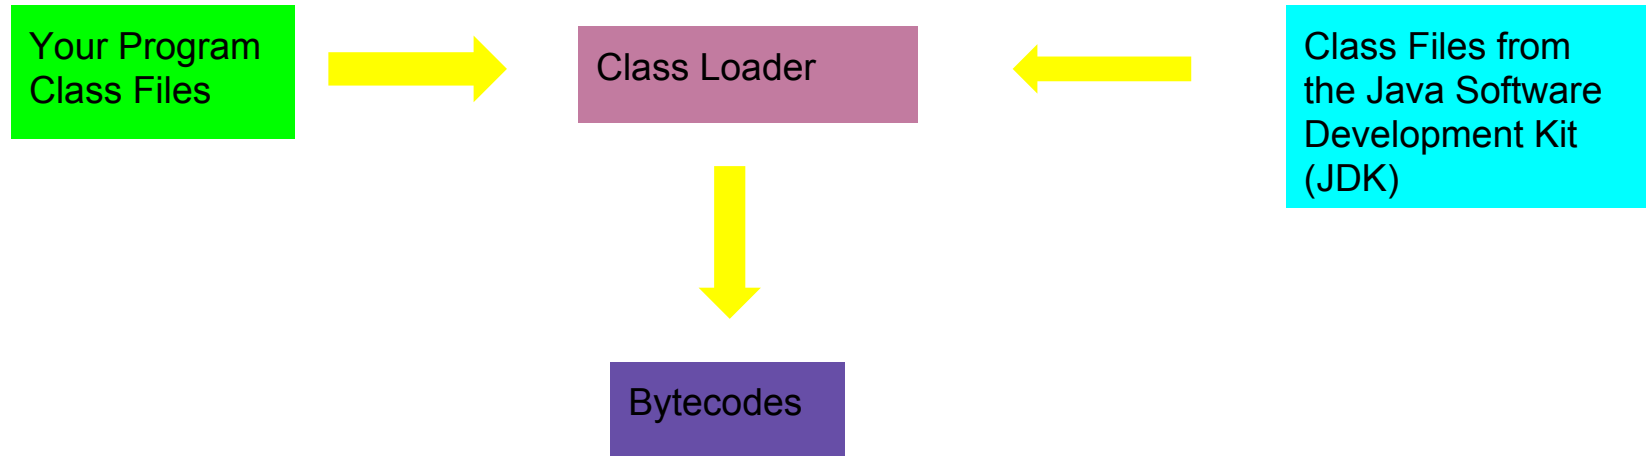 Your Program
Class Files
Class Loader
Class Files from
the Java Software
Development Kit
(JDK)
Bytecodes